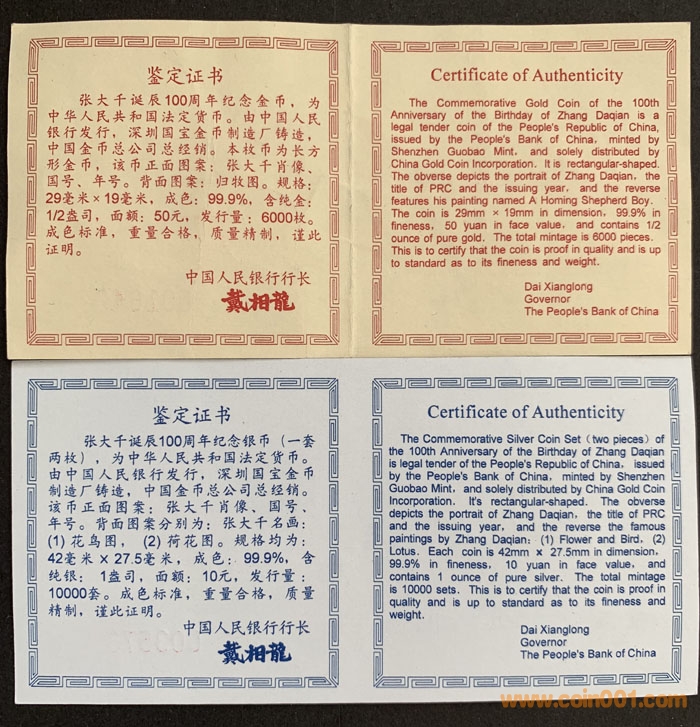 鉴定证书
张大千诞辰100周年纪念金币，为
中华人民共和国法定货币。由中国人民
银行发行，深圳国宝金币制造厂铸造，
中国金币总公司总经销。本枚币为长方
形金币，该币正面图案：张大千肖像、
国号、年号。背面图案：归牧图。规格：
29毫米×19毫米，成色：99.9%，含纯金：
1/2盎司，面额：50元，发行量：6000枚。
成色标准，重量合格，质量精制，谨此
证明。
中国人民银行行长
戴相龍
Certificate of Authenticity
The Commemorative Gold Coin of the 100th
Anniversary of the Birthday of Zhang Daqian is a
legal tender coin of the People's Republic of China,
issued by the People's Bank of China, minted by
Shenzhen Guobao Mint, and solely distributed by
China Gold Coin Incorporation. It is rectangular-shaped.
The obverse depicts the portrait of Zhang Daqian, the
title of PRC and the issuing year, and the reverse
features his painting named A Homing Shepherd Boy.
The coin is 29mm × 19mm in dimension, 99.9% in
fineness, 50 yuan in face value, and contains 1/2
ounce of pure gold. The total mintage is 6000 pieces.
This is to certify that the coin is proof in quality and is up
to standard as to its fineness and weight.
Dai Xianglong
Governor
The People's Bank of China
鉴定证书
张大千诞辰100周年纪念银币（一套
两枚），为中华人民共和国法定货币。
由中国人民银行发行，深圳国宝金币
制造厂铸造，中国金币总公司总经销。
该币正面图案：张大千肖像、国号、
年号。背面图案分别为：张大千名画：
(1) 花鸟图，(2) 荷花图。规格均为：
42毫米×27.5毫米，成色：99.9%，含
纯银：1盎司，面额：10元，发行量：
10000套。成色标准，重量合格，质量
精制，谨此证明。
中国人民银行行长
戴相龍
Certificate of Authenticity
The Commemorative Silver Coin Set (two pieces) of
the 100th Anniversary of the Birthday of Zhang Daqian
is legal tender of the People's Republic of China, issued
by the People's Bank of China, minted by Shenzhen
Guobao Mint, and solely distributed by China Gold Coin
Incorporation. It's rectangular-shaped. The obverse
depicts the portrait of Zhang Daqian, the title of PRC
and the issuing year, and the reverse the famous
paintings by Zhang Daqian: (1) Flower and Bird, (2)
Lotus. Each coin is 42mm × 27.5mm in dimension,
99.9% in fineness, 10 yuan in face value, and
contains 1 ounce of pure silver. The total mintage
is 10000 sets. This is to certify that the coin is proof in
quality and is up to standard as to its fineness and
weight.
Dai Xianglong
Governor
The People's Bank of China
www.coin001.com